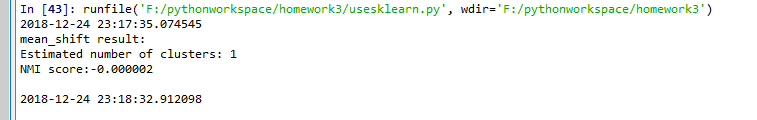 In [43]: runfile('F:/pythonworkspace/homework3/usesklearn.py', wdir='F:/pythonworkspace/homework3')
2018-12-24 23:17:35.074545
mean_shift result:
Estimated number of clusters: 1
NMI score:-0.000002
2018-12-24 23:18:32.912098